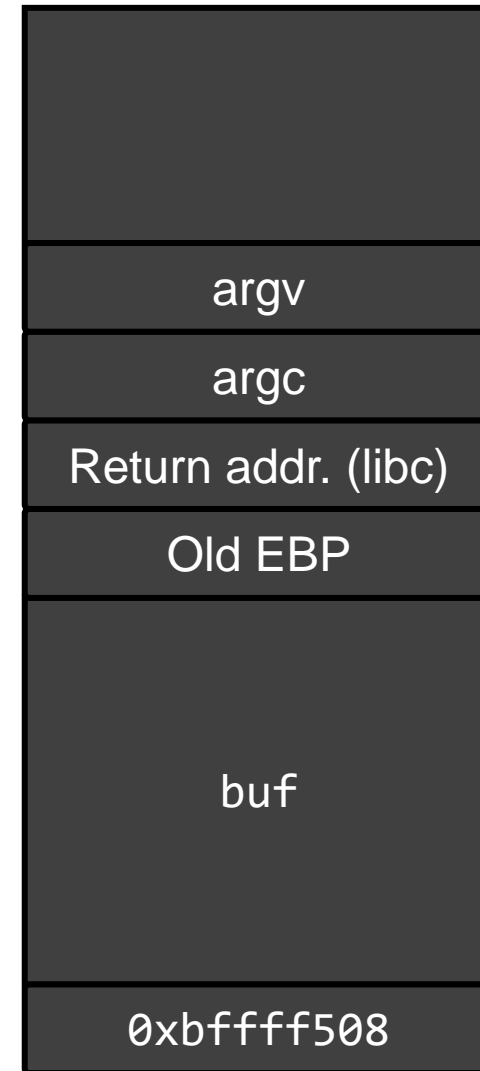 argv
argc
Return addr. (libc)
Old EBP
buf
0xbffff508